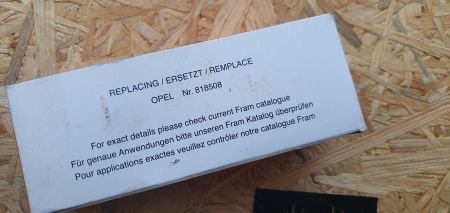 REPLACING / ERSETZT / REMPLACE
OPEL Nr. 818508
For exact details please check current Fram catalogue
Für genaue Anwendungen bitte unseren Fram Katalog überprüfen
Pour applications exactes veuillez contrôler notre catalogue Fram